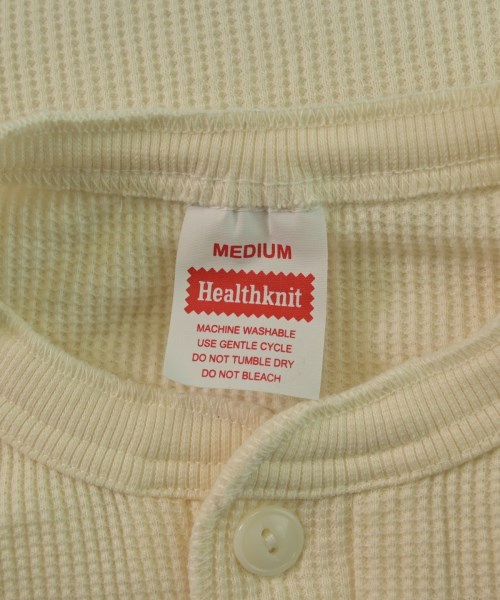 MEDIUM
Healthknit
MACHINE WASHABLE
USE GENTLE CYCLE
DO NOT TUMBLE DRY
DO NOT BLEACH